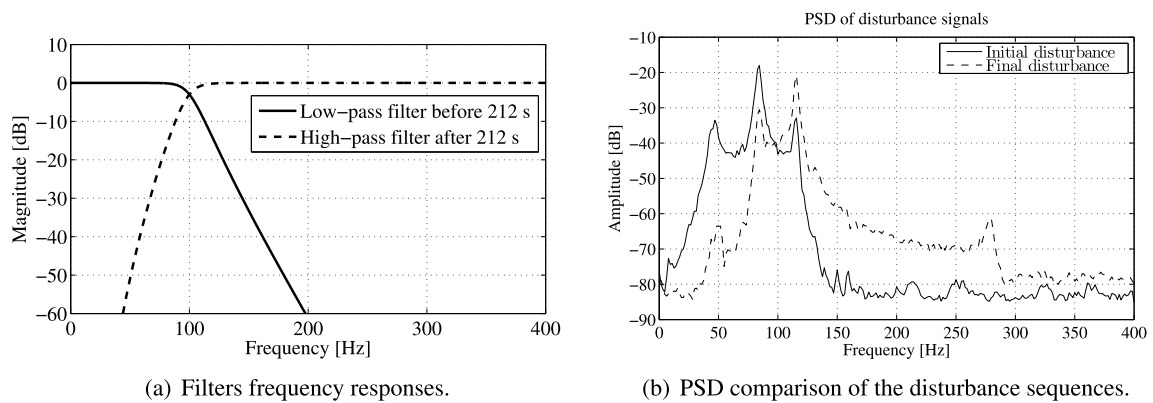 10
0
−10
−20
−30
−40
−50
−60
Magnitude [dB]
0
100
200
300
400
Frequency [Hz]
Low−pass filter before 212 s
High−pass filter after 212 s
(a) Filters frequency responses.
PSD of disturbance signals
−10
−20
−30
−40
−50
−60
−70
−80
−90
Amplitude [dB]
0
50
100
150
200
250
300
350
400
Frequency [Hz]
Initial disturbance
Final disturbance
(b) PSD comparison of the disturbance sequences.